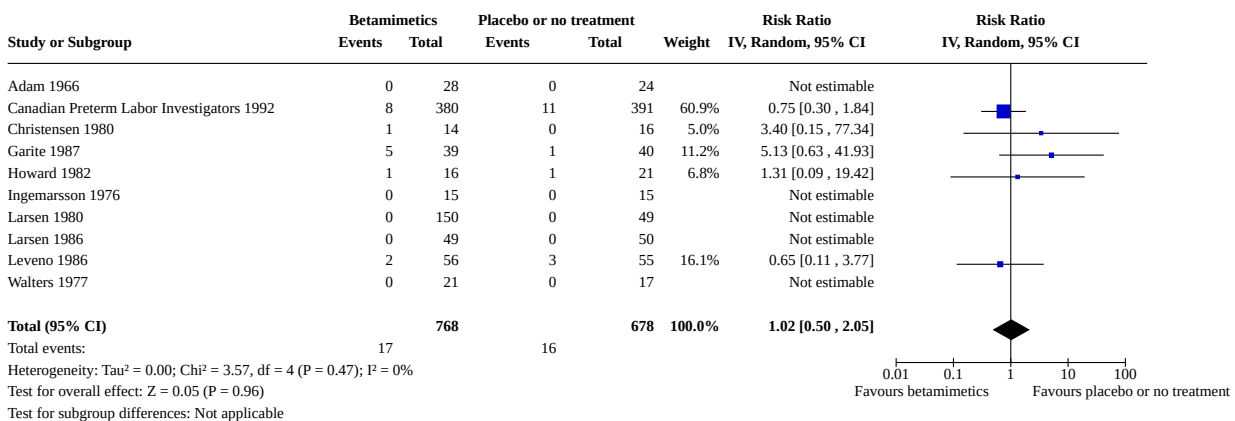 Betamimetics Placebo or no treatment Risk Ratio Risk Ratio
Study or Subgroup Events Total Events Total Weight IV, Random, 95% CI IV, Random, 95% CI
Adam 1966 0 28 0 24 Not estimable
Canadian Preterm Labor Investigators 1992 8 380 11 391 60.9% 0.75 [0.30 , 1.84]
Christensen 1980 1 14 0 16 5.0% 3.40 [0.15 , 77.34]
Garite 1987 5 39 1 40 11.2% 5.13 [0.63 , 41.93]
Howard 1982 1 16 1 21 6.8% 1.31 [0.09 , 19.42]
Ingemarsson 1976 0 15 0 15 Not estimable
Larsen 1980 0 150 0 49 Not estimable
Larsen 1986 0 49 0 50 Not estimable
Leveno 1986 2 56 3 55 16.1% 0.65 [0.11 , 3.77]
Walters 1977 0 21 0 17 Not estimable
Total (95% CI) 768 678 100.0% 1.02 [0.50 , 2.05]
Total events: 17 16
Heterogeneity: Tau² = 0.00; Chi² = 3.57, df = 4 (P = 0.47); I² = 0%
0.01 0.1 1 10 100
Test for overall effect: Z = 0.05 (P = 0.96)
Favours betamimetics Favours placebo or no treatment
Test for subgroup differences: Not applicable